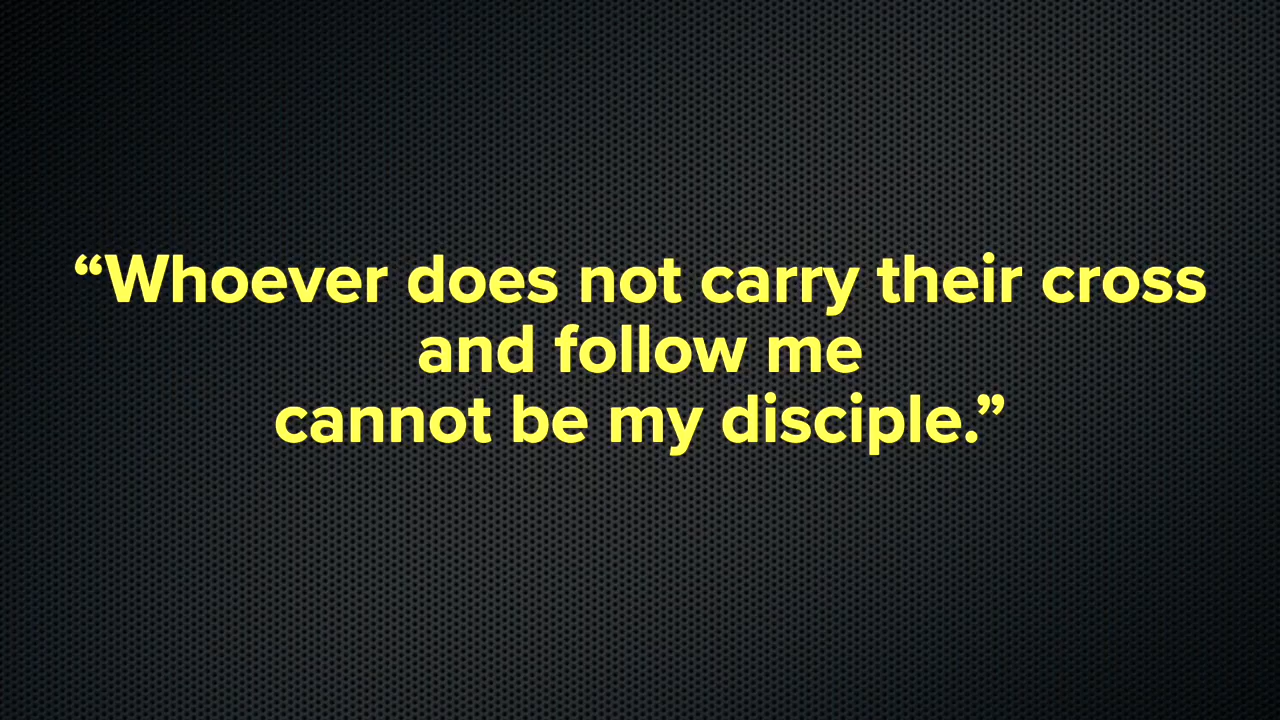 “Whoever does not carry their cross
and follow me
cannot be my disciple.”